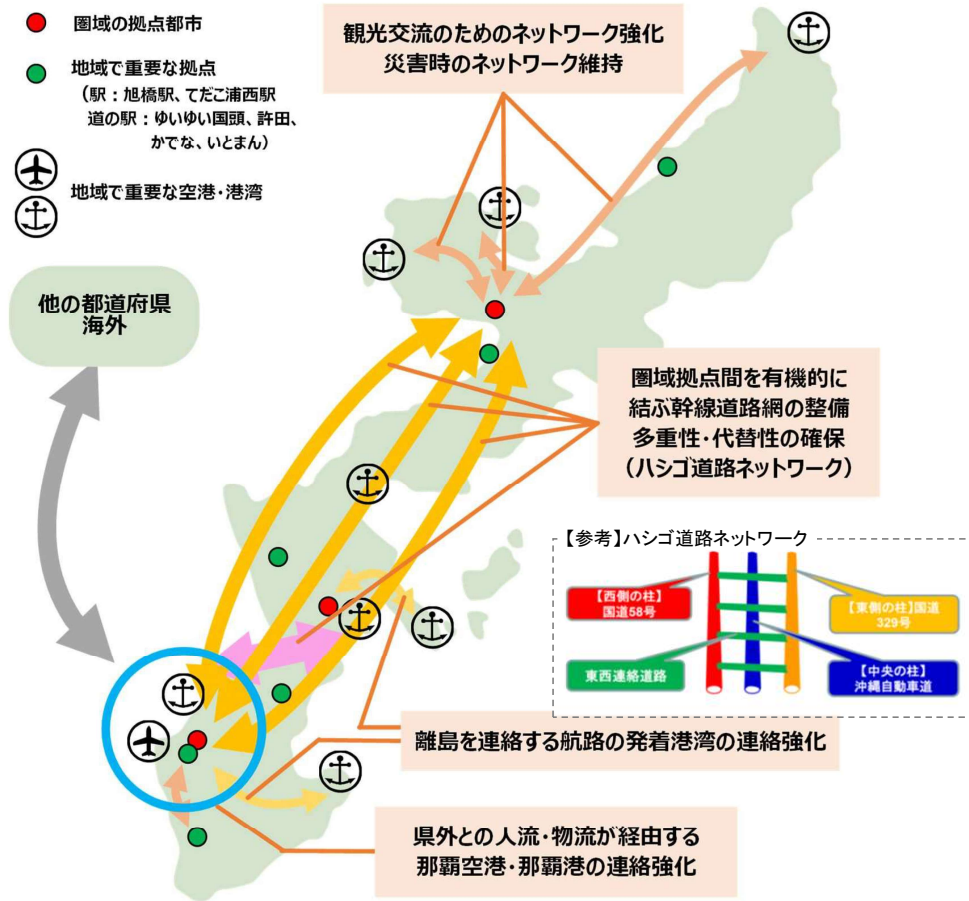 圏域の拠点都市
地域で重要な拠点
（駅：旭橋駅、てだこ浦西駅
道の駅：ゆいゆい国頭、許田、
かでな、いとまん）
地域で重要な空港・港湾
観光交流のためのネットワーク強化
災害時のネットワーク維持
他の都道府県
海外
圏域拠点間を有機的に
結ぶ幹線道路網の整備
多重性・代替性の確保
（ハシゴ道路ネットワーク）
【参考】ハシゴ道路ネットワーク
【西側の柱】
国道58号
【東側の柱】国道
329号
東西連絡道路
【中央の柱】
沖縄自動車道
離島を連絡する航路の発着港湾の連絡強化
県外との人流・物流が経由する
那覇空港・那覇港の連絡強化